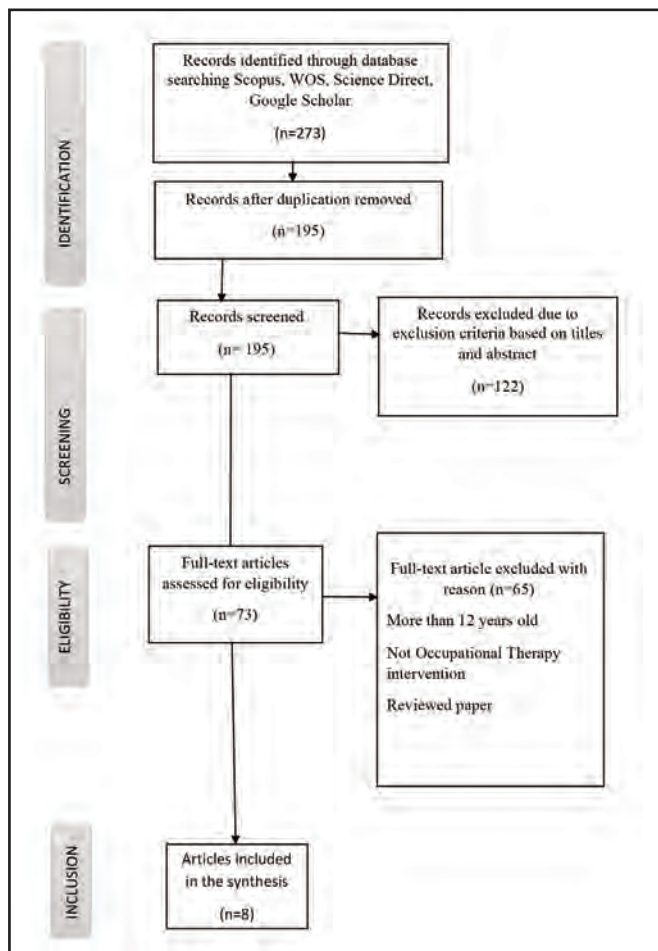 IDENTIFICATION
Records identified through database
searching Scopus, WOS, Science Direct,
Google Scholar
(n=273)
Records after duplication removed
(n=195)
SCREENING
Records screened
(n= 195)
Records excluded due to
exclusion criteria based on titles
and abstract
(n=122)
ELIGIBILITY
Full-text articles
assessed for eligibility
(n=73)
Full-text article excluded with
reason (n=65)
More than 12 years old
Not Occupational Therapy
intervention
Reviewed paper
INCLUSION
Articles included
in the synthesis
(n=8)